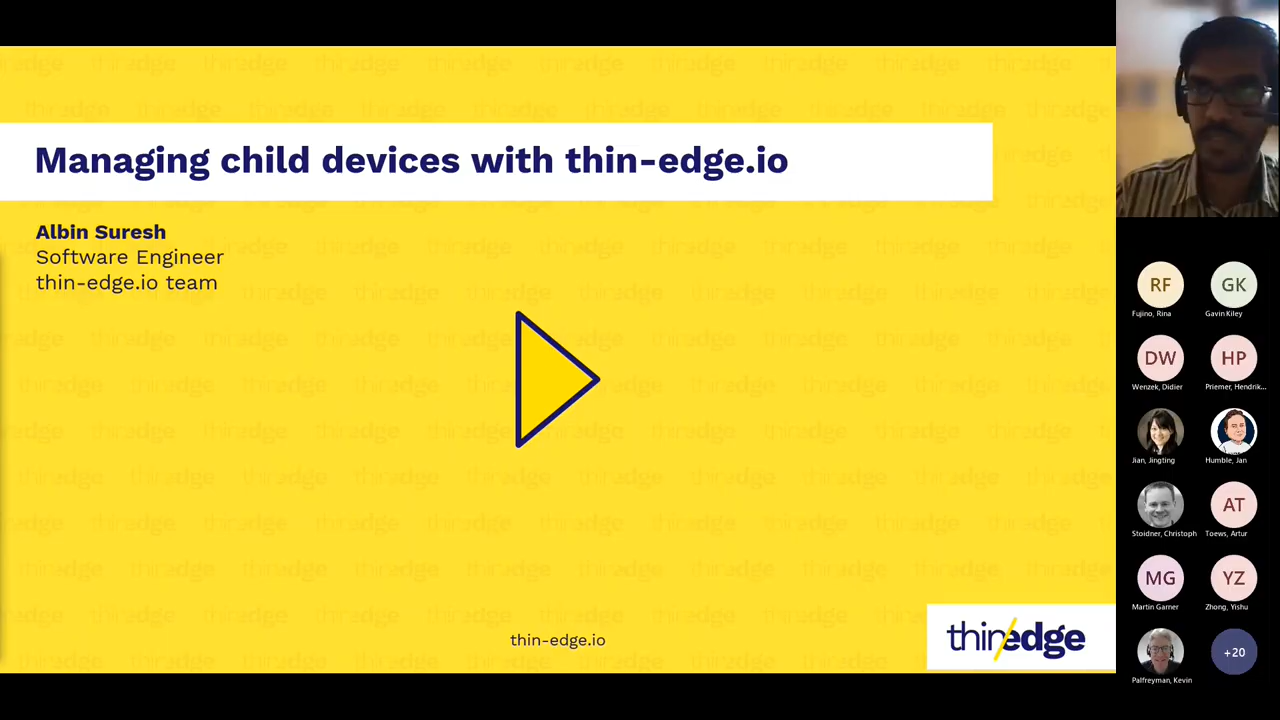 Managing child devices with thin-edge.io
Albin Suresh
Software Engineer
thin-edge.io team
thin-edge.io
thin/edge
RF
Fujino, Rina
GK
Gavin Kiley
DW
Wenzek, Didier
HP
Priemer, Hendrik...
Jian, Jingting
Humble, Jan
Stoidner, Christoph
AT
Toews, Artur
MG
Martin Garner
YZ
Zhong, Yishu
Palfreyman, Kevin
+20